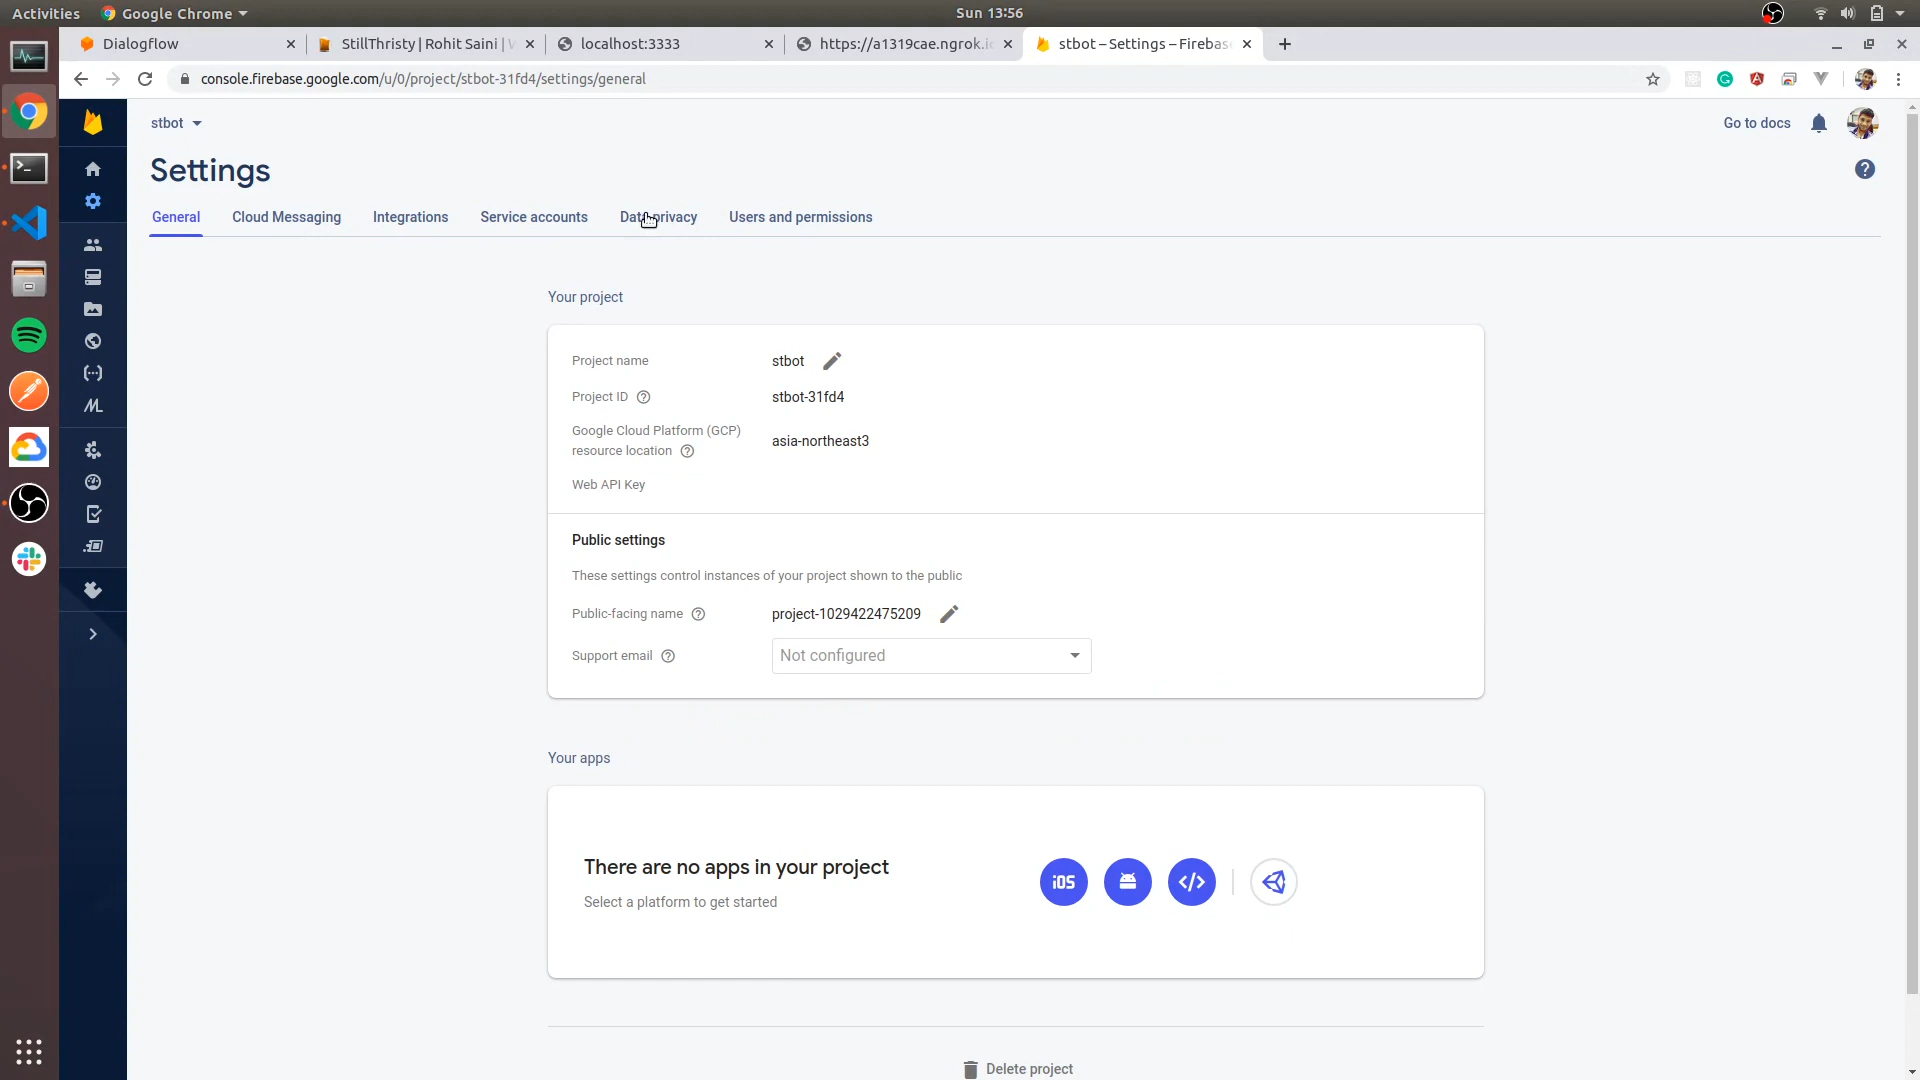 Activities
Google Chrome
Sun 13:56
Dialogflow
StillThristy | Rohit Saini |
localhost:3333
https://a1319cae.ngrok.i
stbot – Settings – Firebas
console.firebase.google.com/u/0/project/stbot-31fd4/settings/general
stbot
Go to docs
Settings
General
Cloud Messaging
Integrations
Service accounts
Data privacy
Users and permissions
Your project
Project name
stbot
Project ID
stbot-31fd4
Google Cloud Platform (GCP)
resource location
asia-northeast3
Web API Key
Public settings
These settings control instances of your project shown to the public
Public-facing name
project-1029422475209
Support email
Not configured
Your apps
There are no apps in your project
iOS
Select a platform to get started
Delete project